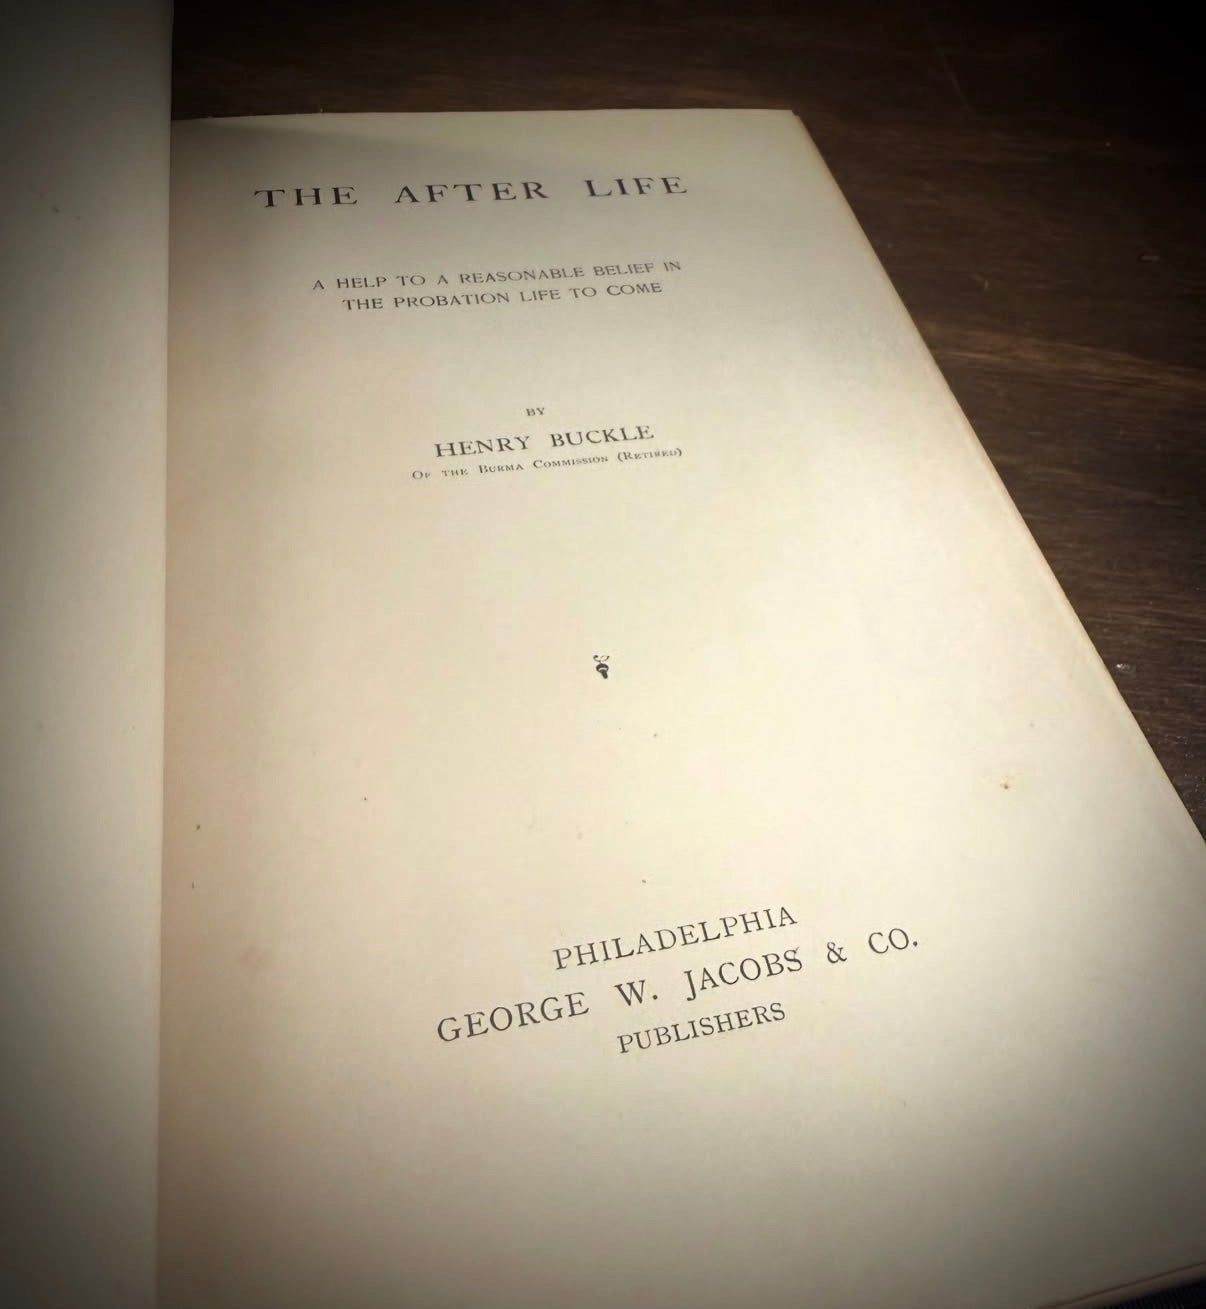 THE AFTER LIFE
A HELP TO A REASONABLE BELIEF IN
THE PROBATION LIFE TO COME
BY
HENRY BUCKLE
OF THE BURMA COMMISSION (RETIRED)
PHILADELPHIA
GEORGE W. JACOBS & CO.
PUBLISHERS